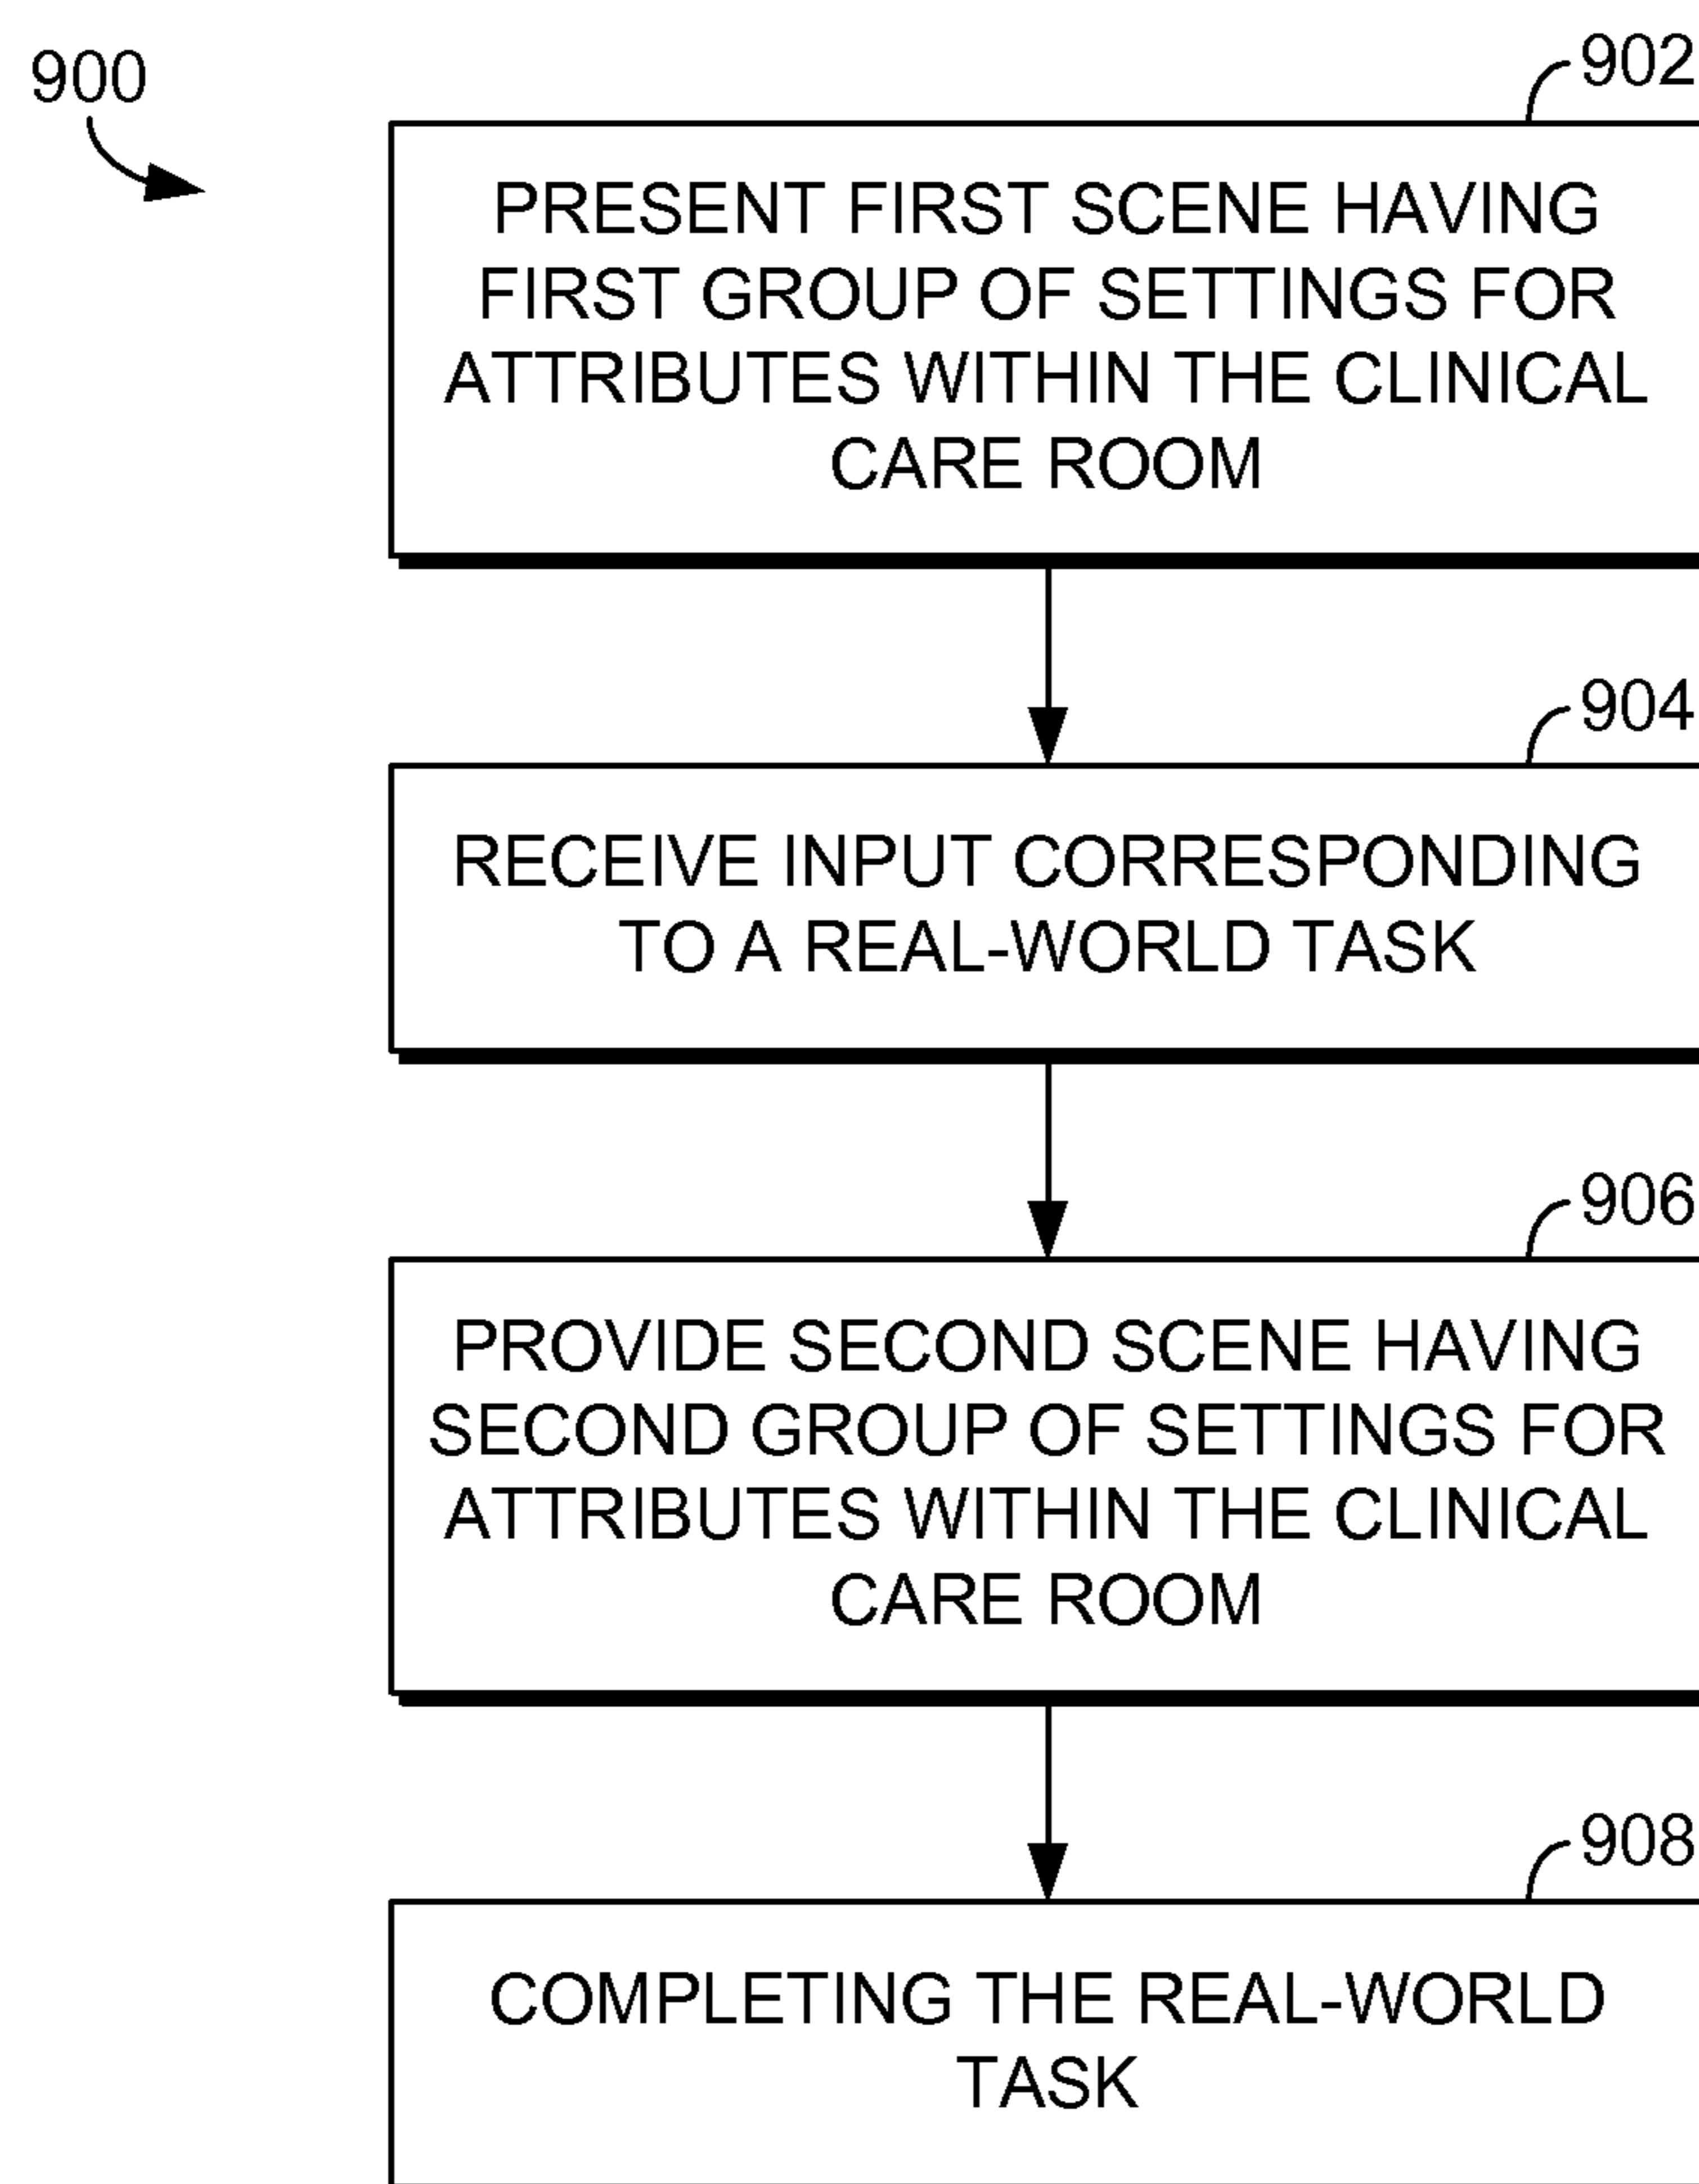 900
902
PRESENT FIRST SCENE HAVING
FIRST GROUP OF SETTINGS FOR
ATTRIBUTES WITHIN THE CLINICAL
CARE ROOM
904
RECEIVE INPUT CORRESPONDING
TO A REAL-WORLD TASK
906
PROVIDE SECOND SCENE HAVING
SECOND GROUP OF SETTINGS FOR
ATTRIBUTES WITHIN THE CLINICAL
CARE ROOM
908
COMPLETING THE REAL-WORLD
TASK